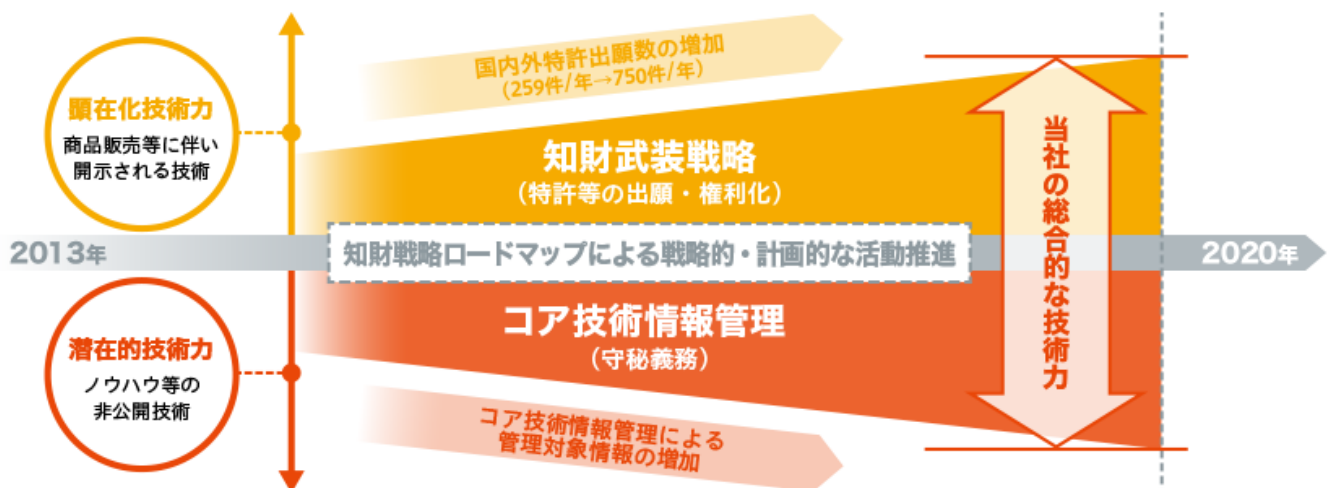 国内外特許出願数の増加
(259件/年→750件/年)
顕在化技術力
商品販売等に伴い
開示される技術
知財武装戦略
(特許等の出願・権利化)
当社の総合的な技術力
2013年
知財戦略ロードマップによる戦略的・計画的な活動推進
2020年
コア技術情報管理
(守秘義務)
潜在的技術力
ノウハウ等の
非公開技術
コア技術情報管理による
管理対象情報の増加